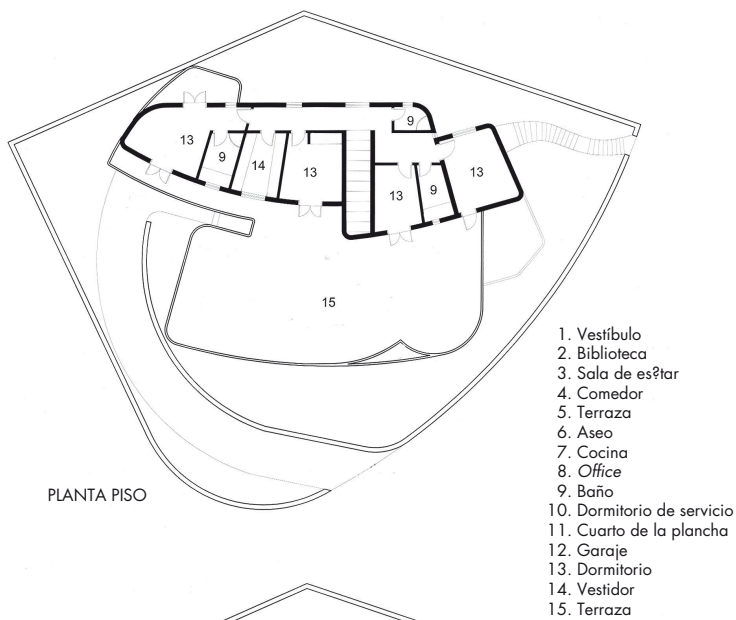 9
13
9
14
13
13
9
13
15
PLANTA PISO
1. Vestíbulo
2. Biblioteca
3. Sala de es?tar
4. Comedor
5. Terraza
6. Aseo
7. Cocina
8. Office
9. Baño
10. Dormitorio de servicio
11. Cuarto de la plancha
12. Garaje
13. Dormitorio
14. Vestidor
15. Terraza